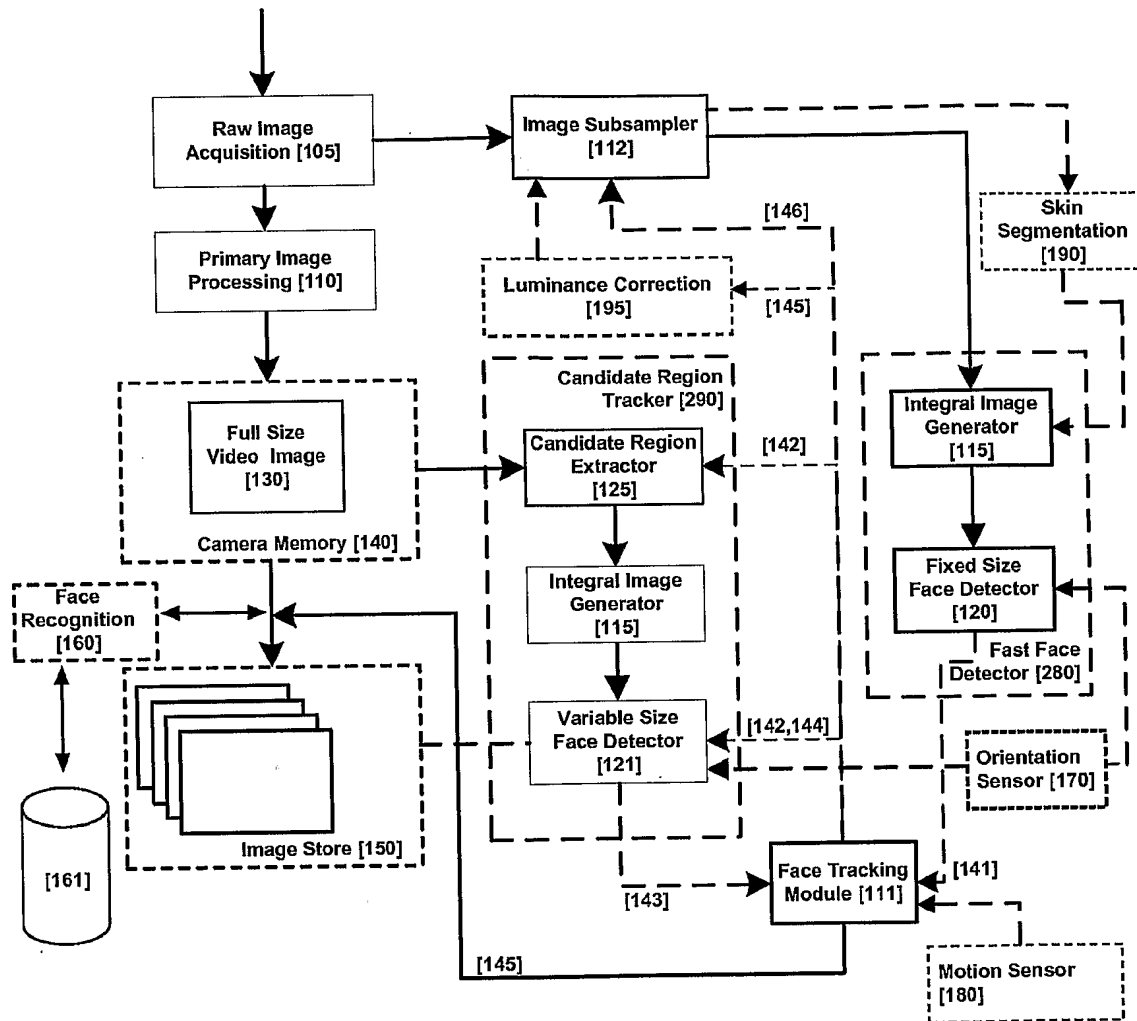 Raw Image
Acquisition [105]
Image Subsampler
[112]
Primary Image
Processing [110]
[146]
Skin
Segmentation
[190]
Luminance Correction
[195]
[145]
Candidate Region
Tracker [290]
Full Size
Video Image
[130]
Camera Memory [140]
Candidate Region
Extractor
[125]
[142]
Integral Image
Generator
[115]
Integral Image
Generator
[115]
Fixed Size
Face Detector
[120]
Fast Face
Detector [280]
Face
Recognition
[160]
Variable Size
Face Detector
[121]
[142,144]
Orientation
Sensor [170]
Image Store [150]
[161]
[143]
Face Tracking
Module [111]
[141]
[145]
Motion Sensor
[180]